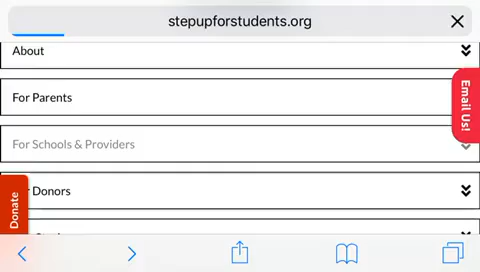 stepupforstudents.org
About
For Parents
Email Us!
For Schools & Providers
Donors
Donate